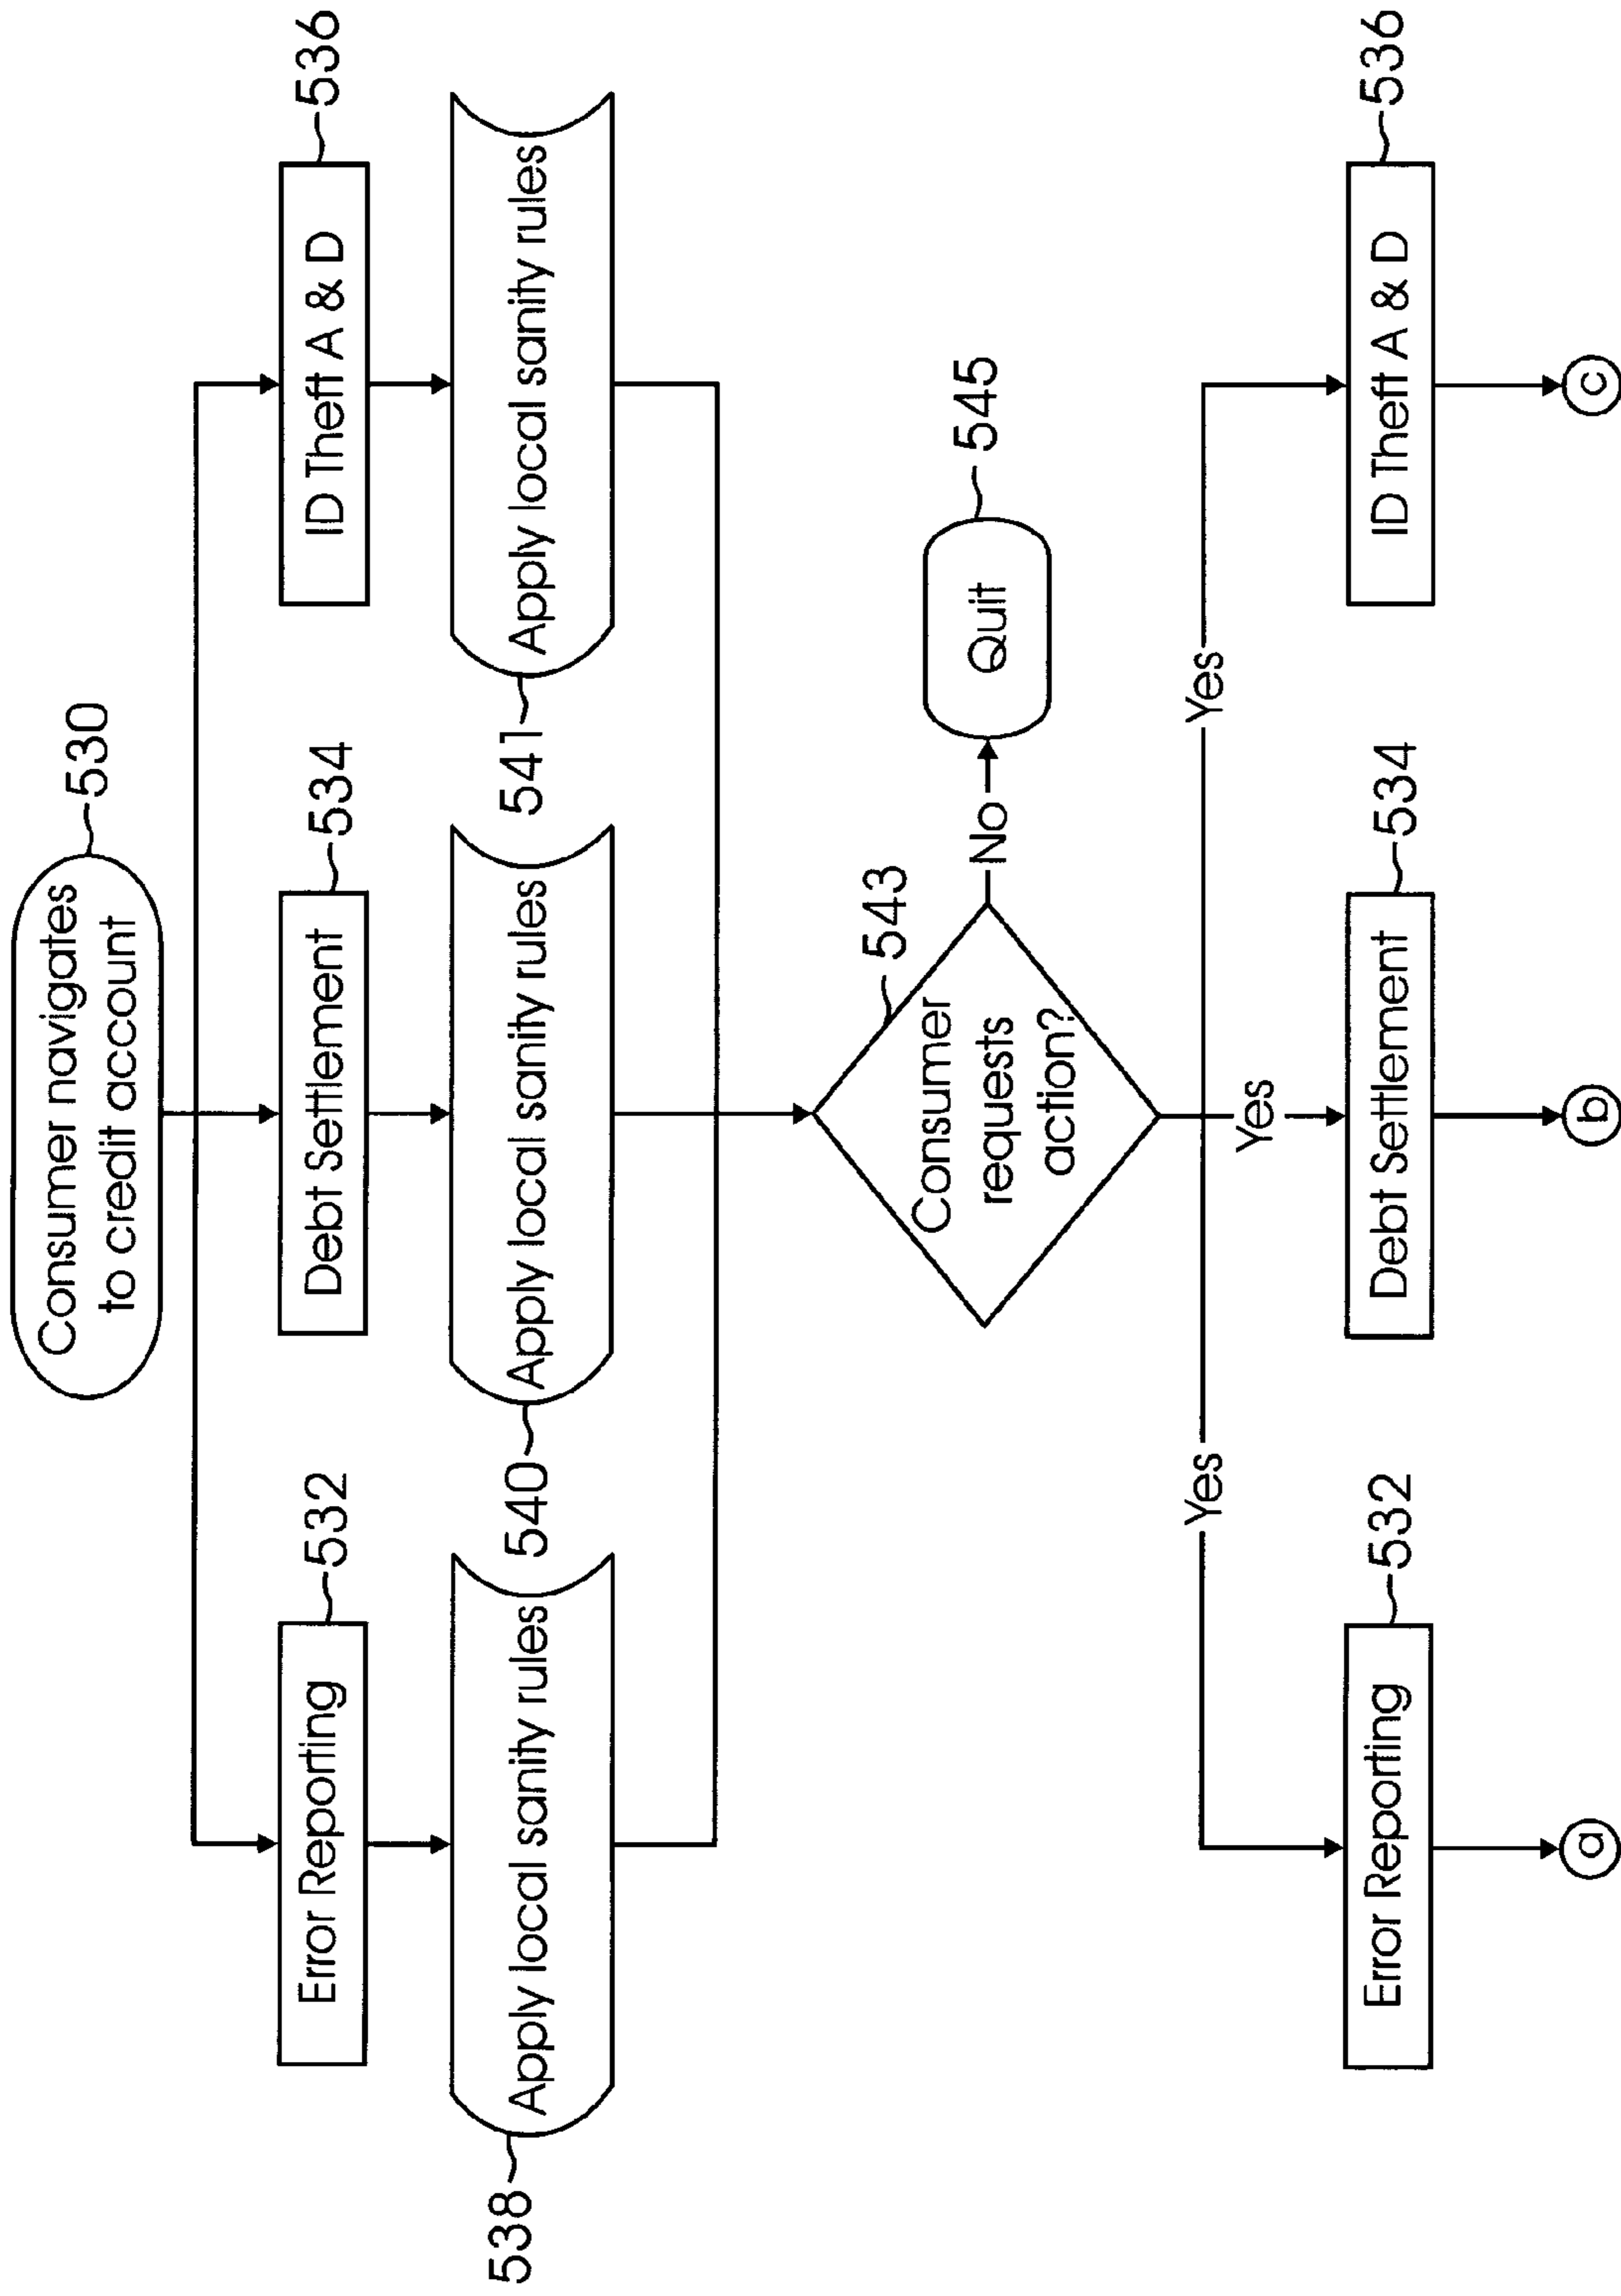 Consumer navigates
to credit account
530
Error Reporting
532
Debt Settlement
534
ID Theft A & D
536
Apply local sanity rules
538
Apply local sanity rules
540
Apply local sanity rules
541
Consumer
requests
action?
543
No
Quit
545
Yes
Yes
Yes
Error Reporting
532
Debt Settlement
534
ID Theft A & D
536
a
b
c